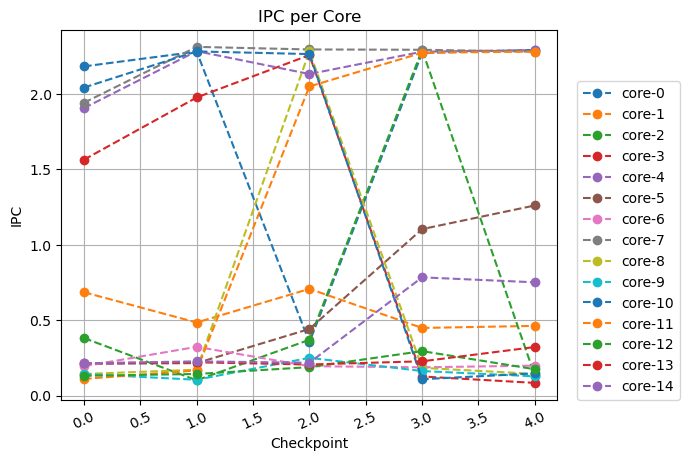 IPC per Core
IPC
2.0
1.5
1.0
0.5
0.0
0.0
0.5
1.0
1.5
2.0
2.5
3.0
3.5
4.0
Checkpoint
core-0
core-1
core-2
core-3
core-4
core-5
core-6
core-7
core-8
core-9
core-10
core-11
core-12
core-13
core-14